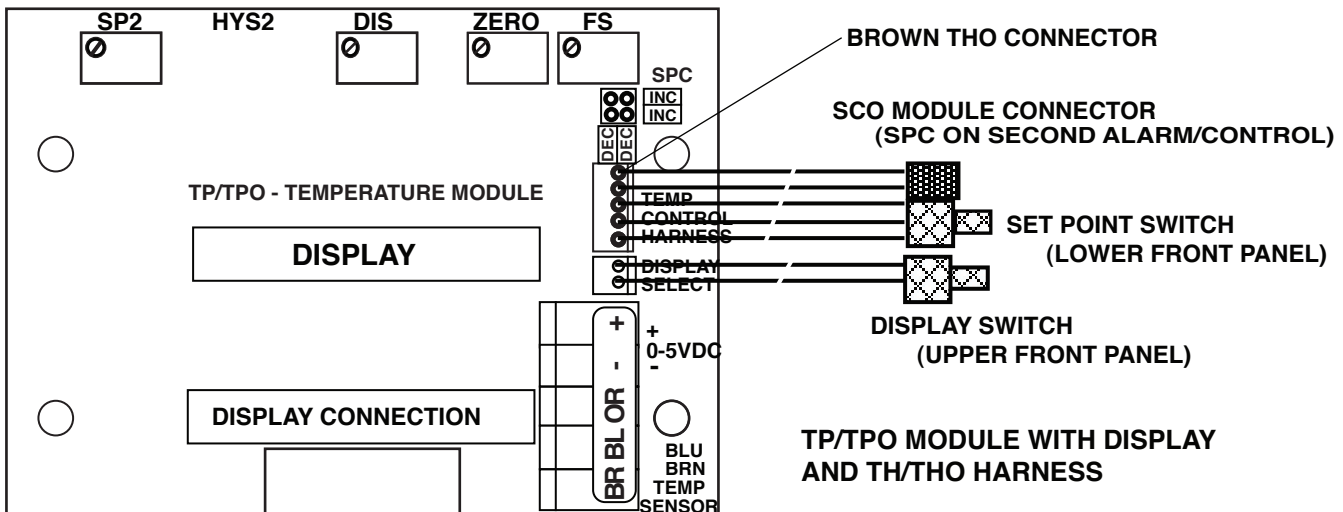 SP2 HYS2 DIS ZERO FS
SPC
INC
INC
DEC
DEC
BROWN THO CONNECTOR
SCO MODULE CONNECTOR
(SPC ON SECOND ALARM/CONTROL)
TP/TPO - TEMPERATURE MODULE
TEMP
CONTROL
HARNESS
SET POINT SWITCH
(LOWER FRONT PANEL)
DISPLAY
DISPLAY
SELECT
DISPLAY SWITCH
(UPPER FRONT PANEL)
+
0-5VDC
-
BR BL OR - +
DISPLAY CONNECTION
BLU
BRN
TEMP
SENSOR
TP/TPO MODULE WITH DISPLAY
AND TH/THO HARNESS